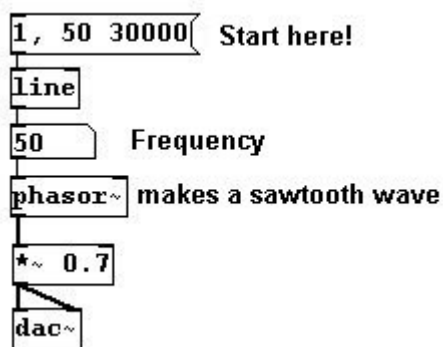 1, 50 30000 Start here!
line
50 Frequency
phasor~ makes a sawtooth wave
*~ 0.7
dac~